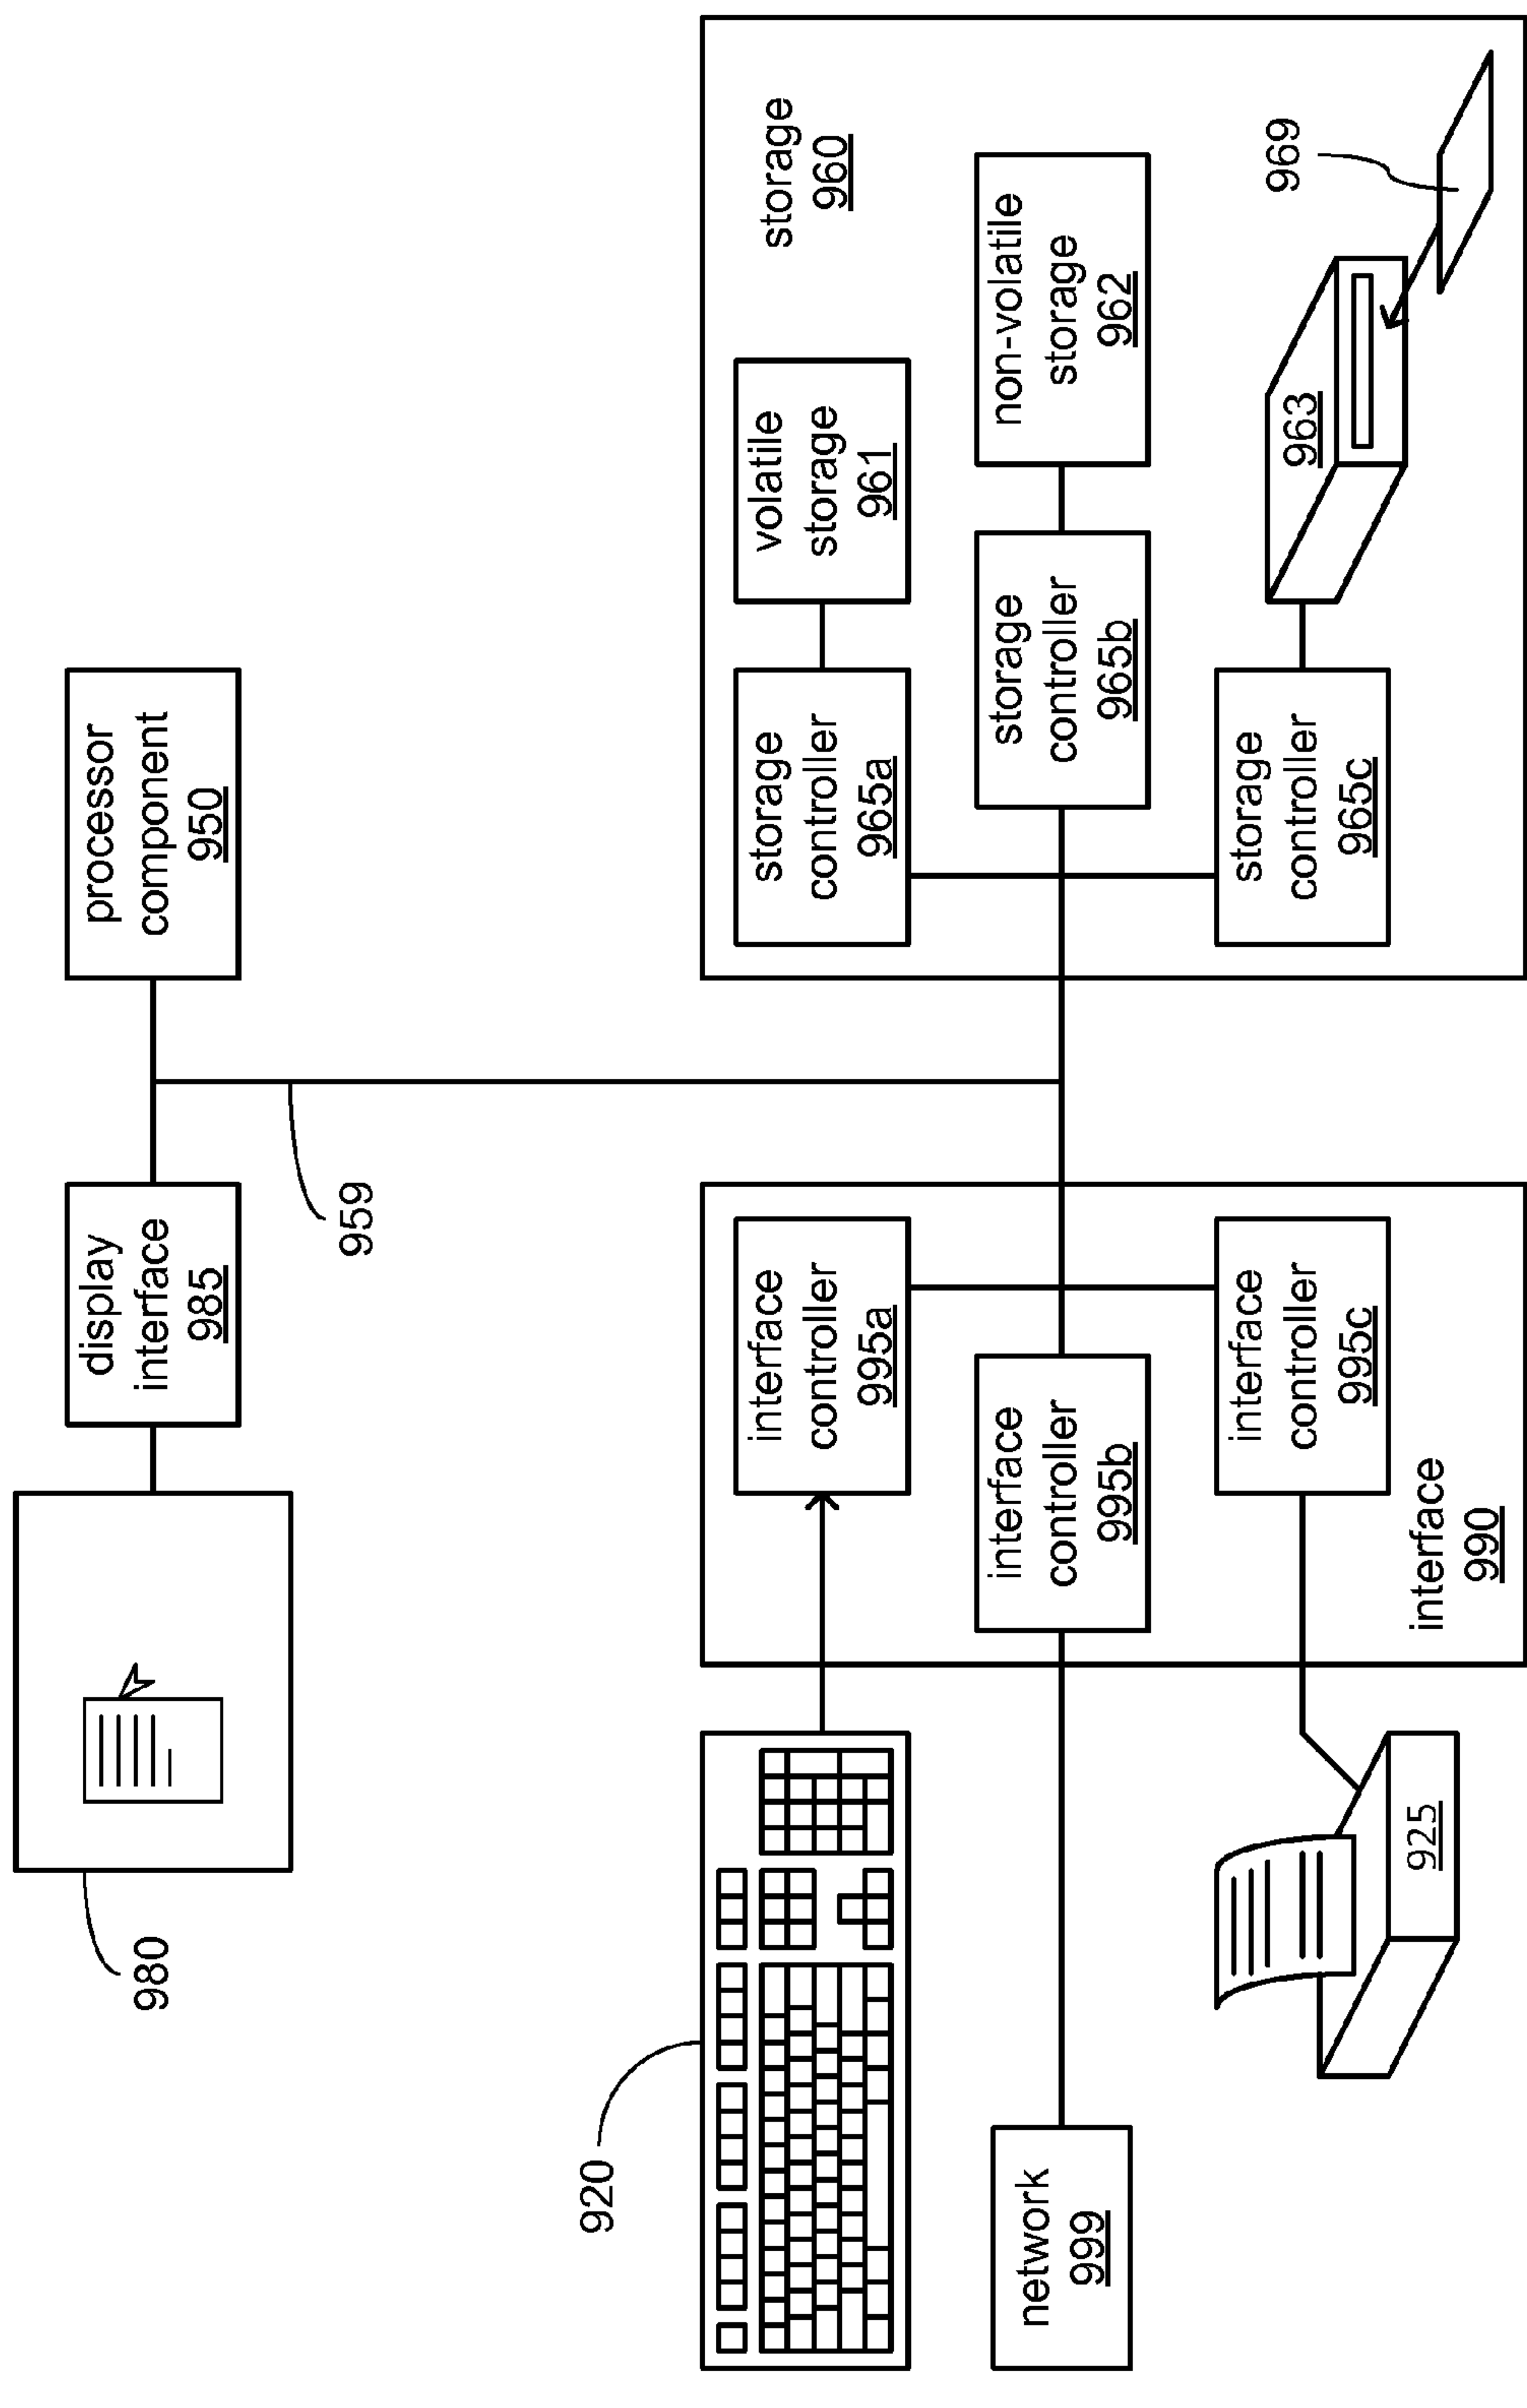 980
display
interface
985
processor
component
950
959
920
interface
controller
995a
storage
controller
965a
volatile
storage
961
storage
960
network
999
interface
controller
995b
storage
controller
965b
non-volatile
storage
962
925
interface
controller
995c
interface
990
storage
controller
965c
963
969